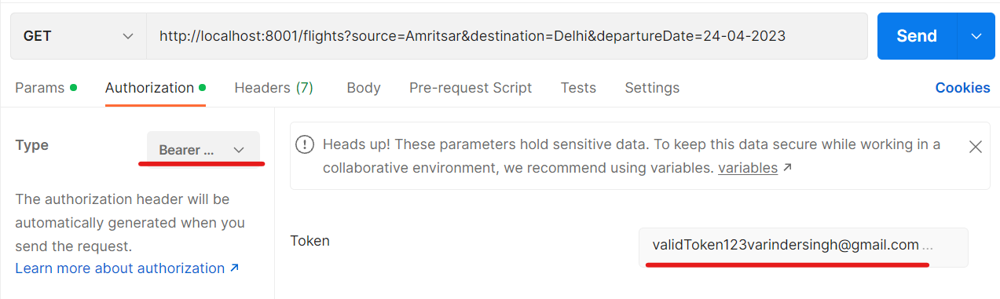 GET http://localhost:8001/flights?source=Amritsar&destination=Delhi&departureDate=24-04-2023 Send
Params Authorization Headers (7) Body Pre-request Script Tests Settings Cookies
Type Bearer ...
The authorization header will be
automatically generated when you
send the request.
Learn more about authorization ↗
Heads up! These parameters hold sensitive data. To keep this data secure while working in a
collaborative environment, we recommend using variables. variables ↗
Token validToken123varindersingh@gmail.com ...